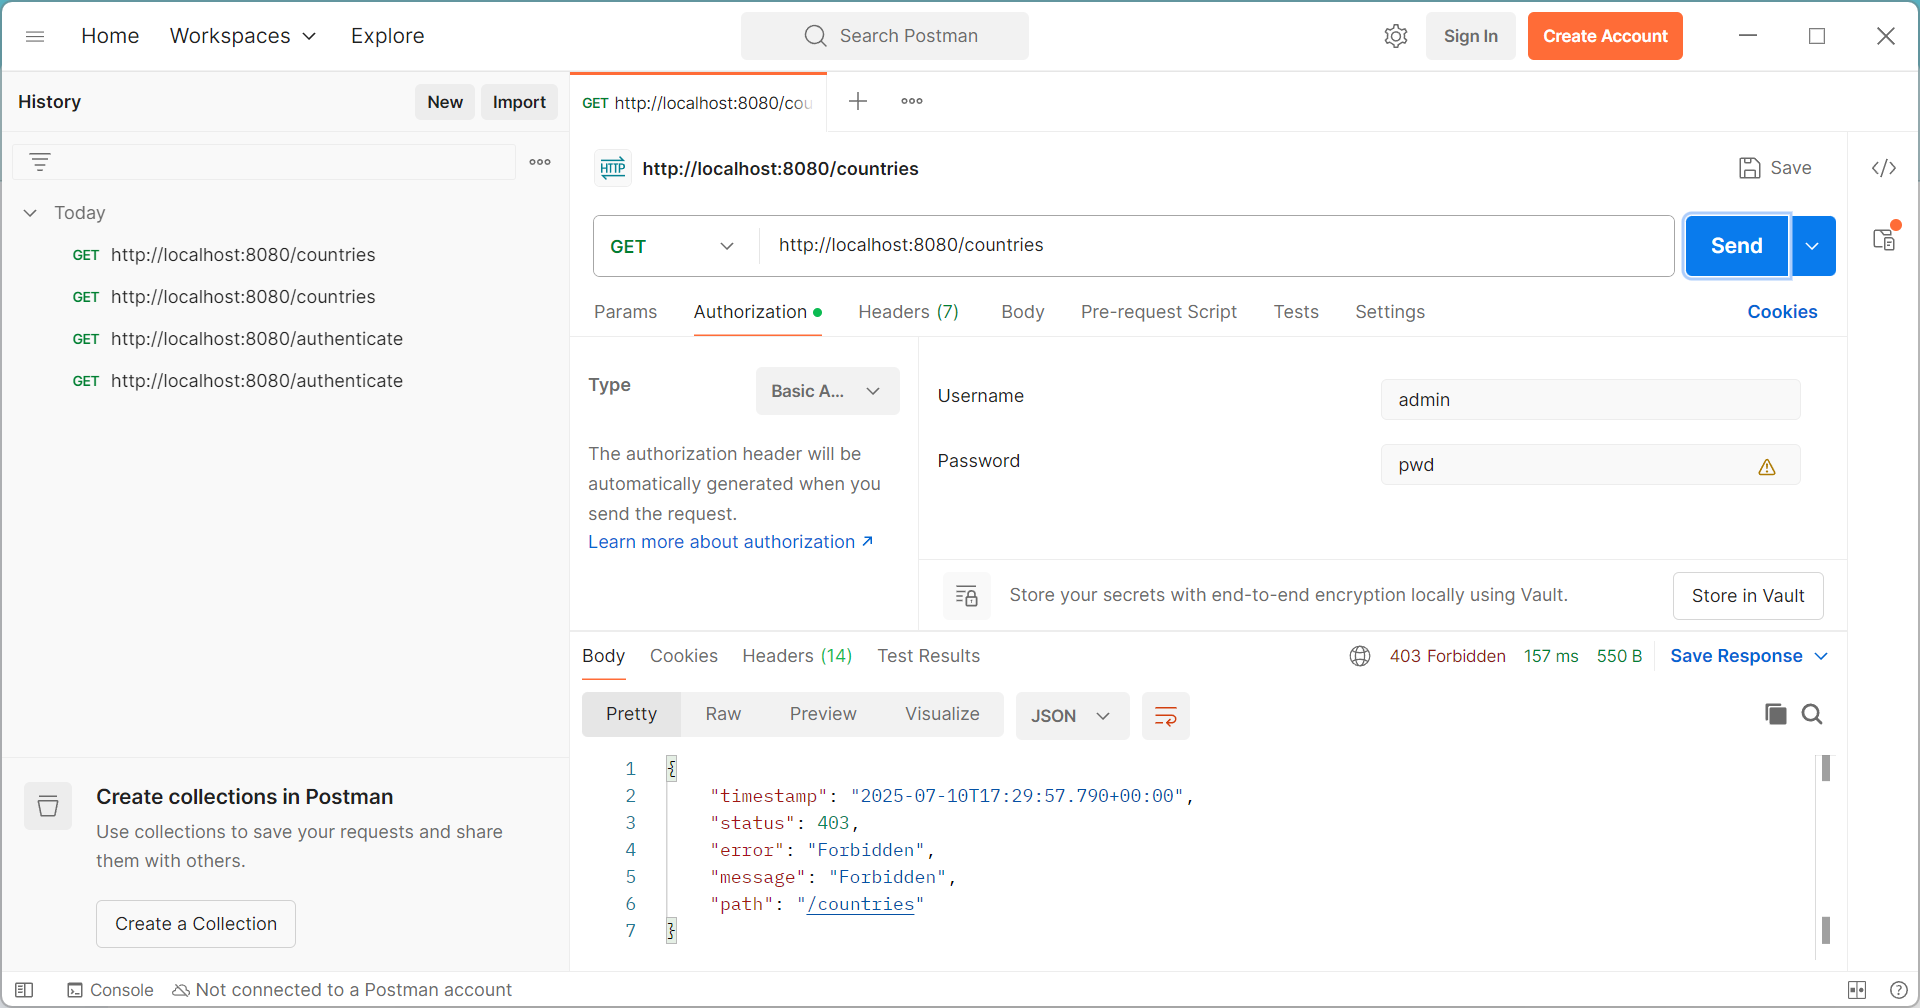 Home Workspaces Explore Search Postman Sign In Create Account
History New Import
Today
GET http://localhost:8080/countries
GET http://localhost:8080/countries
GET http://localhost:8080/authenticate
GET http://localhost:8080/authenticate
Create collections in Postman
Use collections to save your requests and share
them with others.
Create a Collection
GET http://localhost:8080/cou
HTTP http://localhost:8080/countries Save </>
GET http://localhost:8080/countries Send
Params Authorization Headers (7) Body Pre-request Script Tests Settings Cookies
Type Basic A...
The authorization header will be
automatically generated when you
send the request.
Learn more about authorization ↗
Username admin
Password pwd
Store your secrets with end-to-end encryption locally using Vault. Store in Vault
Body Cookies Headers (14) Test Results 403 Forbidden 157 ms 550 B Save Response
Pretty Raw Preview Visualize JSON
1 {
2 "timestamp": "2025-07-10T17:29:57.790+00:00",
3 "status": 403,
4 "error": "Forbidden",
5 "message": "Forbidden",
6 "path": "/countries"
7 }
Console Not connected to a Postman account